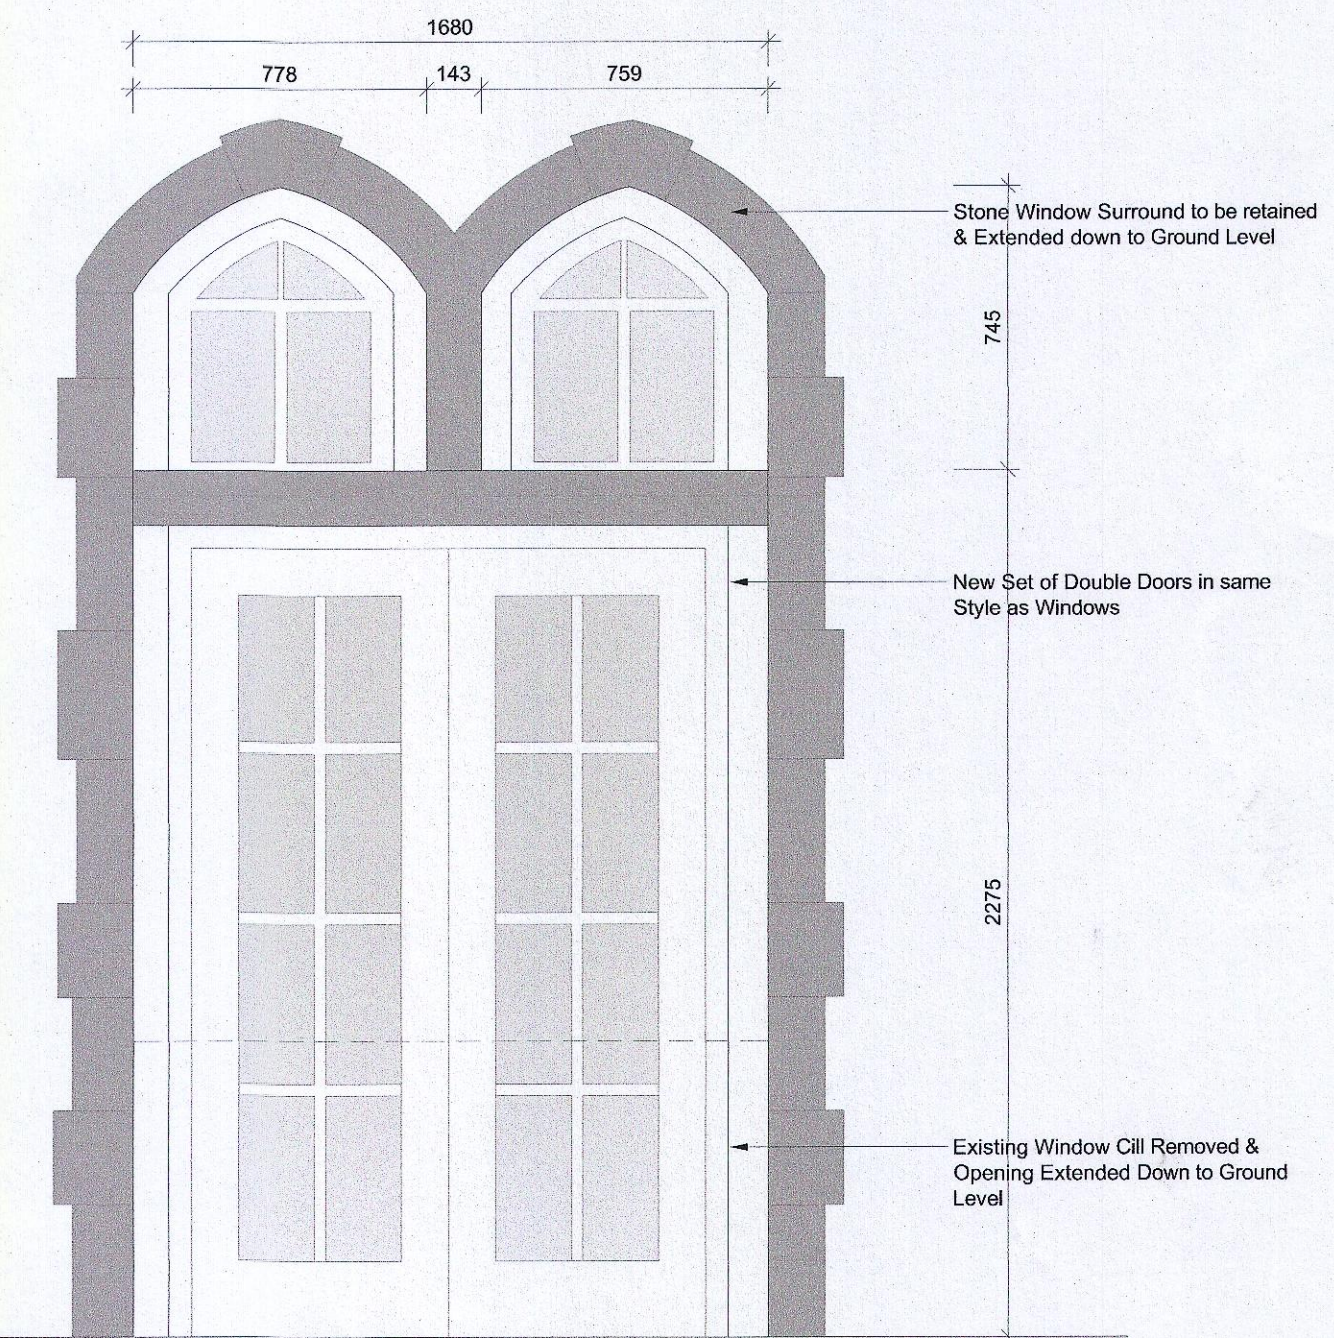 1680
778 143 759
Stone Window Surround to be retained
& Extended down to Ground Level
745
New Set of Double Doors in same
Style as Windows
2275
Existing Window Cill Removed &
Opening Extended Down to Ground
Level